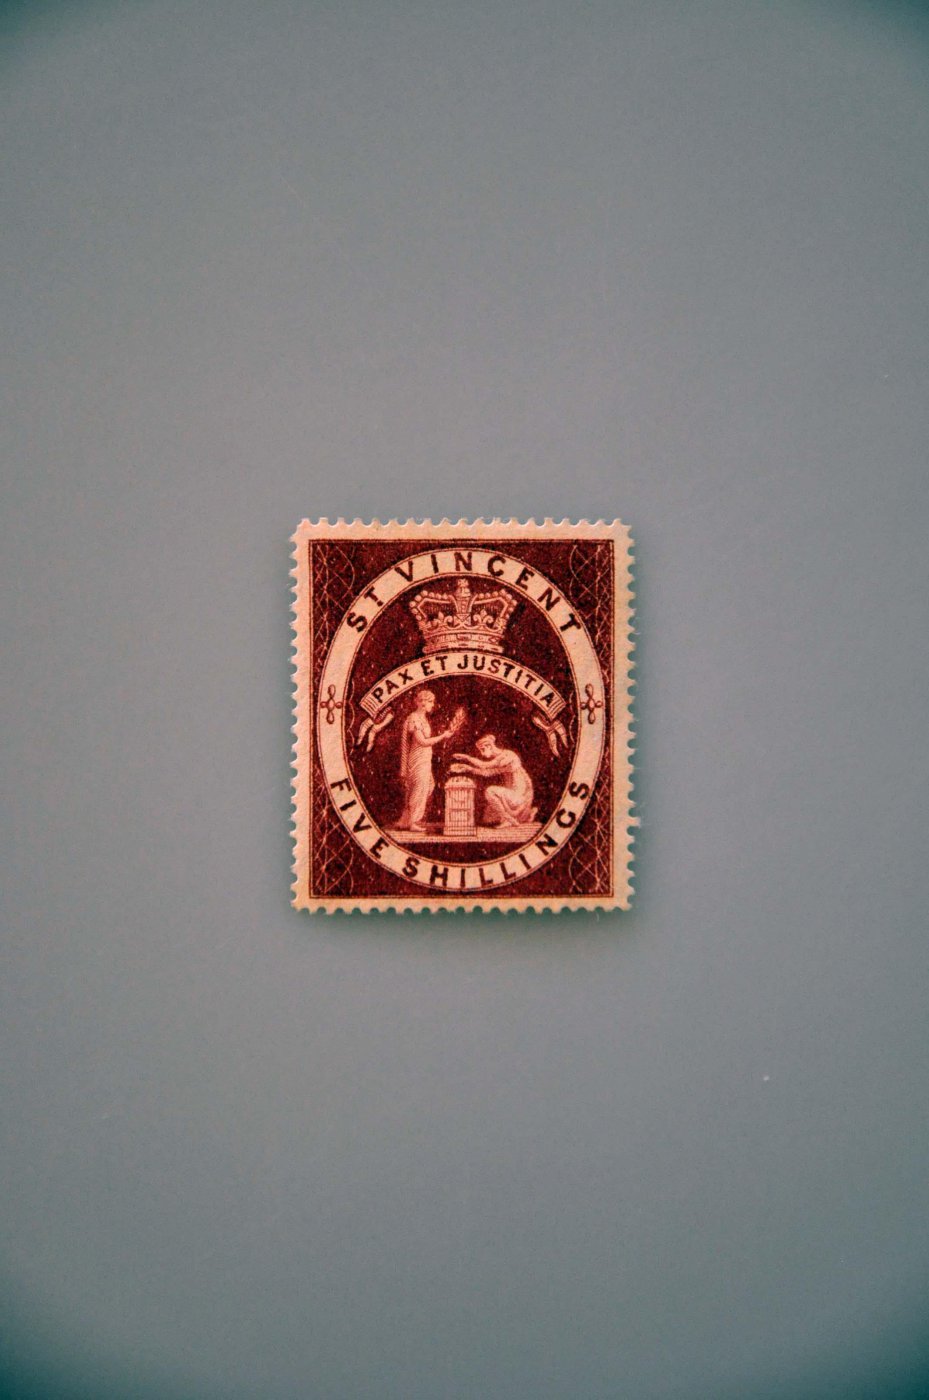 ST. VINCENT
PAX ET JUSTITIA
FIVE SHILLINGS